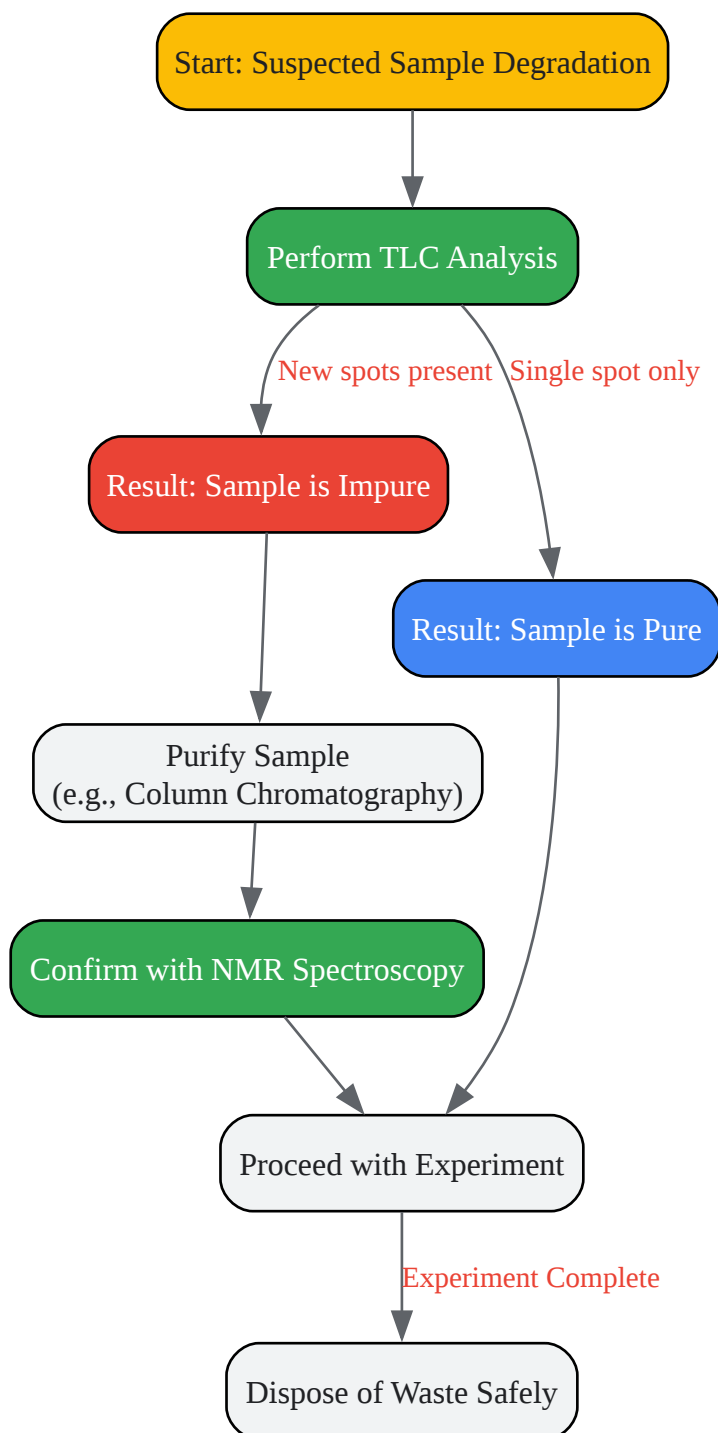 Start: Suspected Sample Degradation
Perform TLC Analysis
New spots present
Single spot only
Result: Sample is Impure
Result: Sample is Pure
Purify Sample
(e.g., Column Chromatography)
Confirm with NMR Spectroscopy
Proceed with Experiment
Experiment Complete
Dispose of Waste Safely